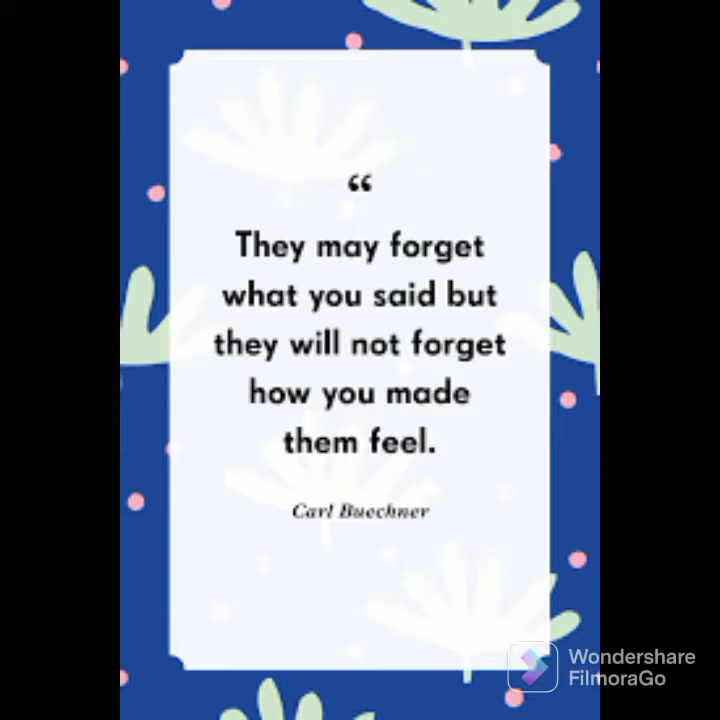 “
They may forget
what you said but
they will not forget
how you made
them feel.
Carl Buechner
Wondershare
FilmoraGo